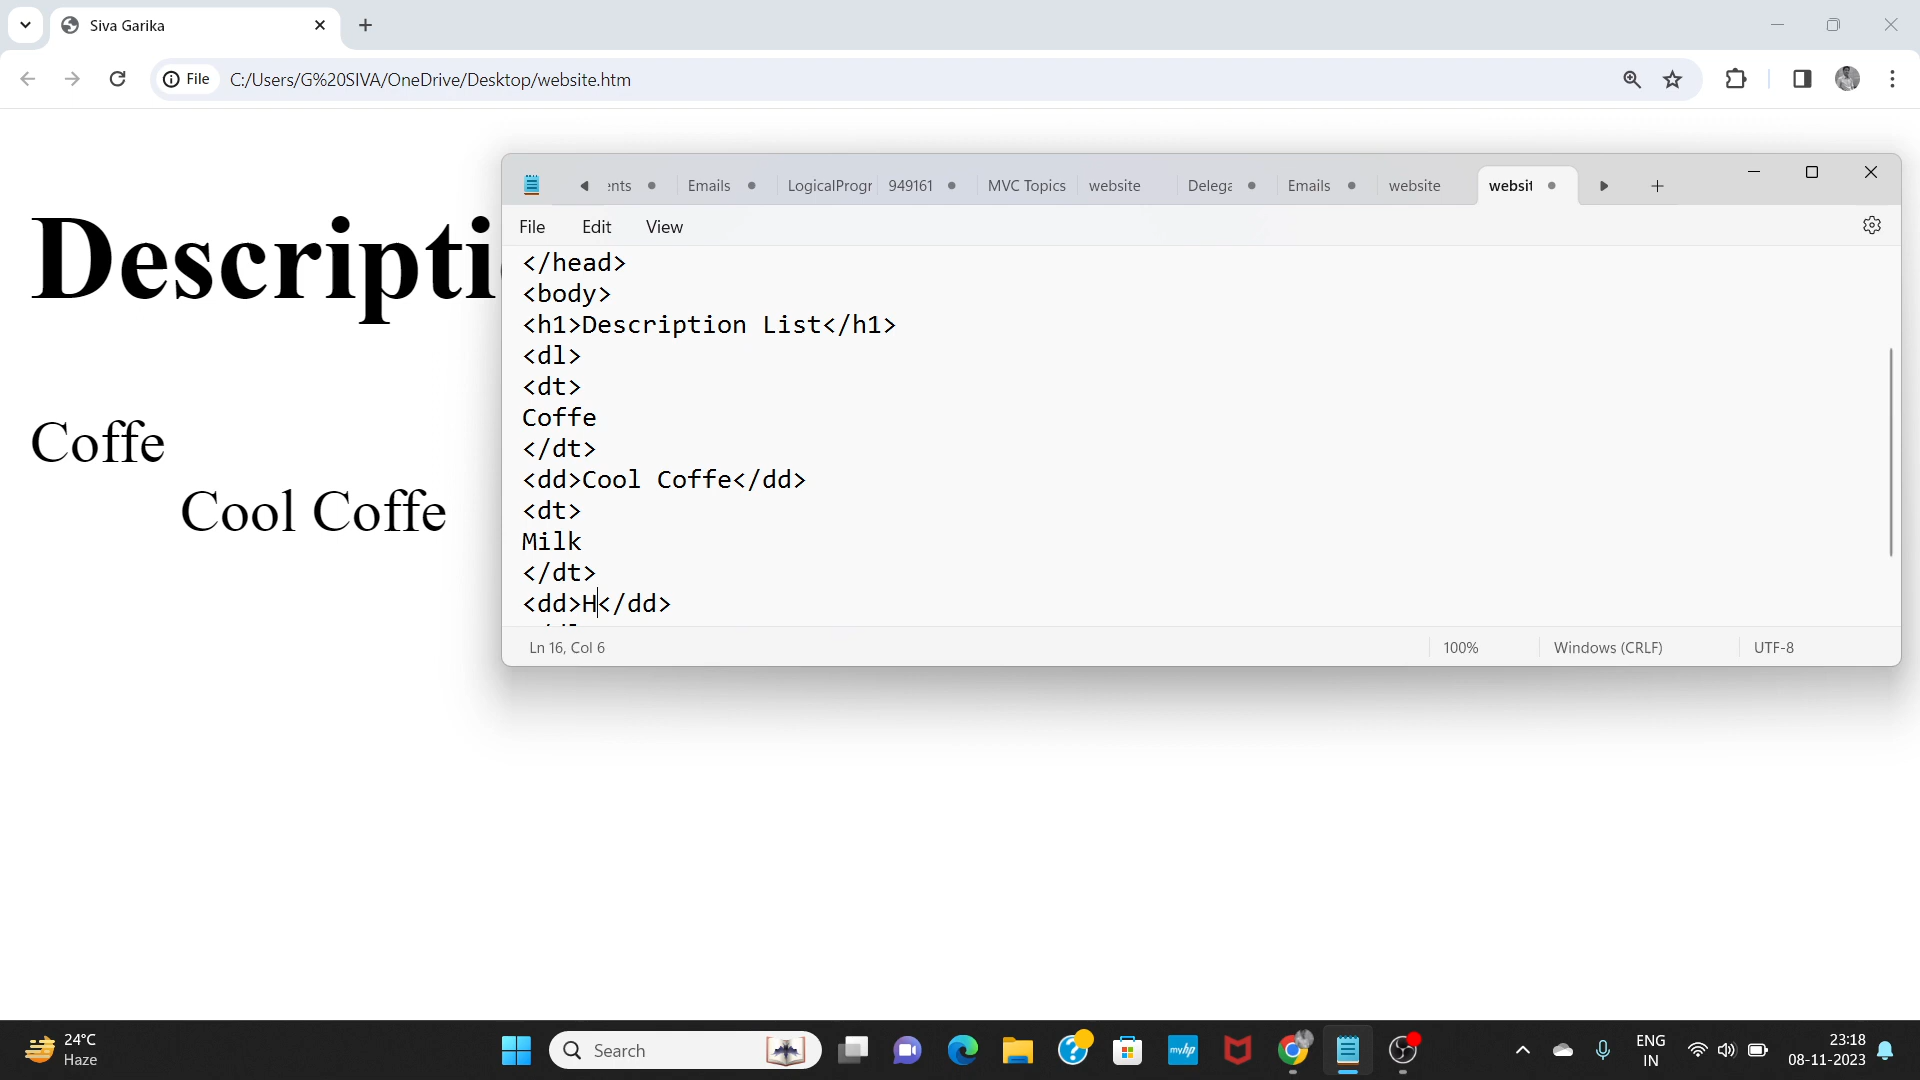 Siva Garika
File C:/Users/G%20SIVA/OneDrive/Desktop/website.htm
Coffe
Cool Coffe
Emails LogicalProgr 949161 MVC Topics website Delega Emails website
File Edit View
</head>
<body>
<h1>Description List</h1>
<dl>
<dt>
Coffe
</dt>
<dd>Cool Coffe</dd>
<dt>
Milk
</dt>
<dd>H</dd>
Ln 16, Col 6 100% Windows (CRLF) UTF-8
24°C
Haze
Search
myhp
ENG
IN
23:18
08-11-2023